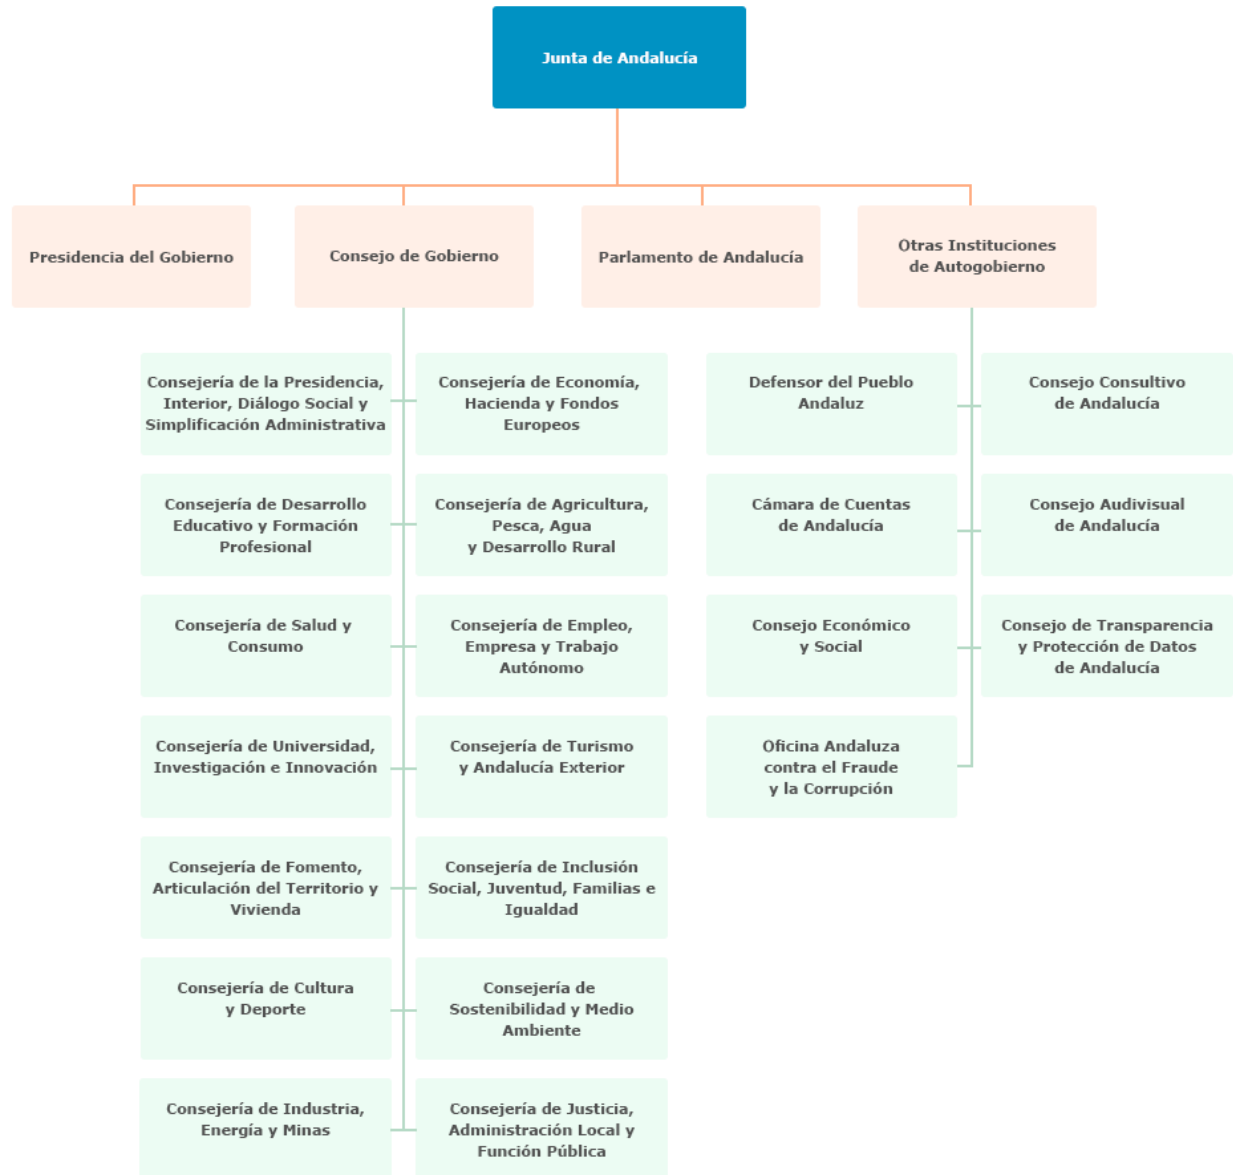 Junta de Andalucía
Presidencia del Gobierno
Consejo de Gobierno
Parlamento de Andalucía
Otras Instituciones
de Autogobierno
Consejería de la Presidencia,
Interior, Diálogo Social y
Simplificación Administrativa
Consejería de Economía,
Hacienda y Fondos
Europeos
Defensor del Pueblo
Andaluz
Consejo Consultivo
de Andalucía
Consejería de Desarrollo
Educativo y Formación
Profesional
Consejería de Agricultura,
Pesca, Agua
y Desarrollo Rural
Cámara de Cuentas
de Andalucía
Consejo Audivisual
de Andalucía
Consejería de Salud y
Consumo
Consejería de Empleo,
Empresa y Trabajo
Autónomo
Consejo Económico
y Social
Consejo de Transparencia
y Protección de Datos
de Andalucía
Consejería de Universidad,
Investigación e Innovación
Consejería de Turismo
y Andalucía Exterior
Oficina Andaluza
contra el Fraude
y la Corrupción
Consejería de Fomento,
Articulación del Territorio y
Vivienda
Consejería de Inclusión
Social, Juventud, Familias e
Igualdad
Consejería de Cultura
y Deporte
Consejería de
Sostenibilidad y Medio
Ambiente
Consejería de Industria,
Energía y Minas
Consejería de Justicia,
Administración Local y
Función Pública